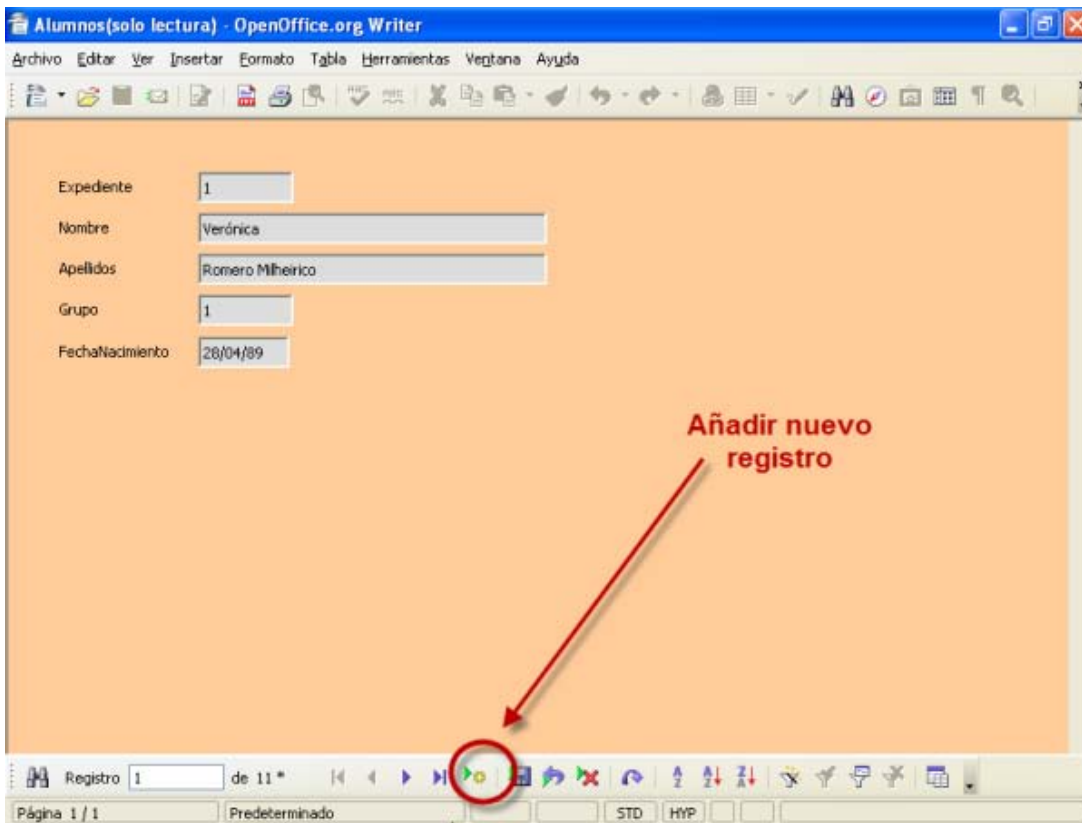 Alumnos(solo lectura) - OpenOffice.org Writer
Archivo Editar Ver Insertar Formato Tabla Herramientas Ventana Ayuda
Expediente 1
Nombre Verónica
Apellidos Romero Milheirico
Grupo 1
FechaNacimiento 28/04/89
Añadir nuevo
registro
Registro 1 de 11 *
Página 1 / 1 Predeterminado STD HYP